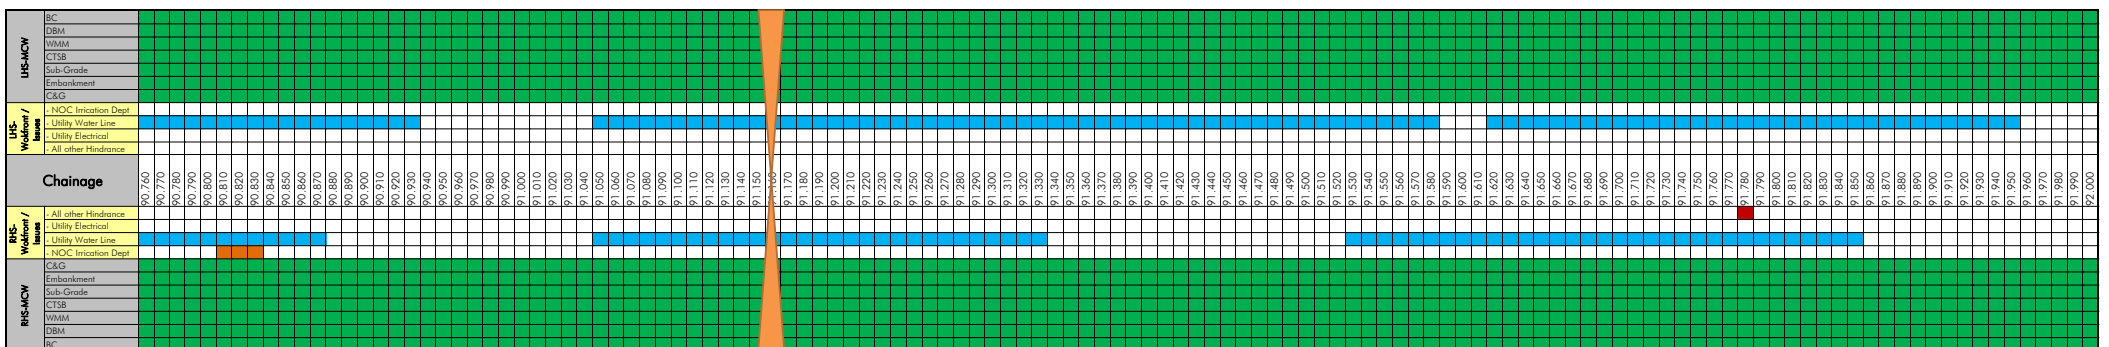 LHS-MCW
BC
DBM
WMM
CTSB
Sub-Grade
Embankment
C&G
LHS-
Wokfront /
Issues
- NOC Irrication Dept
- Utility Water Line
- Utility Electrical
- All other Hindrance
Chainage
90.760 90.770 90.780 90.790 90.800 90.810 90.820 90.830 90.840 90.850 90.860 90.870 90.880 90.890 90.900 90.910 90.920 90.930 90.940 90.950 90.960 90.970 90.980 90.990 91.000 91.010 91.020 91.030 91.040 91.050 91.060 91.070 91.080 91.090 91.100 91.110 91.120 91.130 91.140 91.150 91.170 91.180 91.190 91.200 91.210 91.220 91.230 91.240 91.250 91.260 91.270 91.280 91.290 91.300 91.310 91.320 91.330 91.340 91.350 91.360 91.370 91.380 91.390 91.400 91.410 91.420 91.430 91.440 91.450 91.460 91.470 91.480 91.490 91.500 91.510 91.520 91.530 91.540 91.550 91.560 91.570 91.580 91.590 91.600 91.610 91.620 91.630 91.640 91.650 91.660 91.670 91.680 91.690 91.700 91.710 91.720 91.730 91.740 91.750 91.760 91.770 91.780 91.790 91.800 91.810 91.820 91.830 91.840 91.850 91.860 91.870 91.880 91.890 91.900 91.910 91.920 91.930 91.940 91.950 91.960 91.970 91.980 91.990 92.000
RHS-
Wokfront /
Issues
- All other Hindrance
- Utility Electrical
- Utility Water Line
- NOC Irrication Dept
RHS-MCW
C&G
Embankment
Sub-Grade
CTSB
WMM
DBM
BC